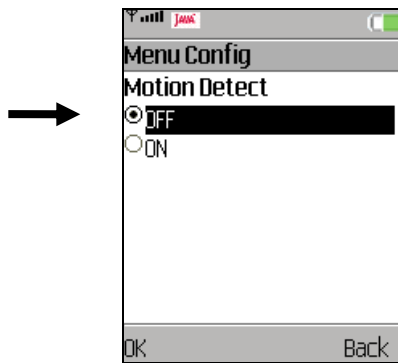 JAVA
Menu Config
Motion Detect
OFF
ON
OK Back